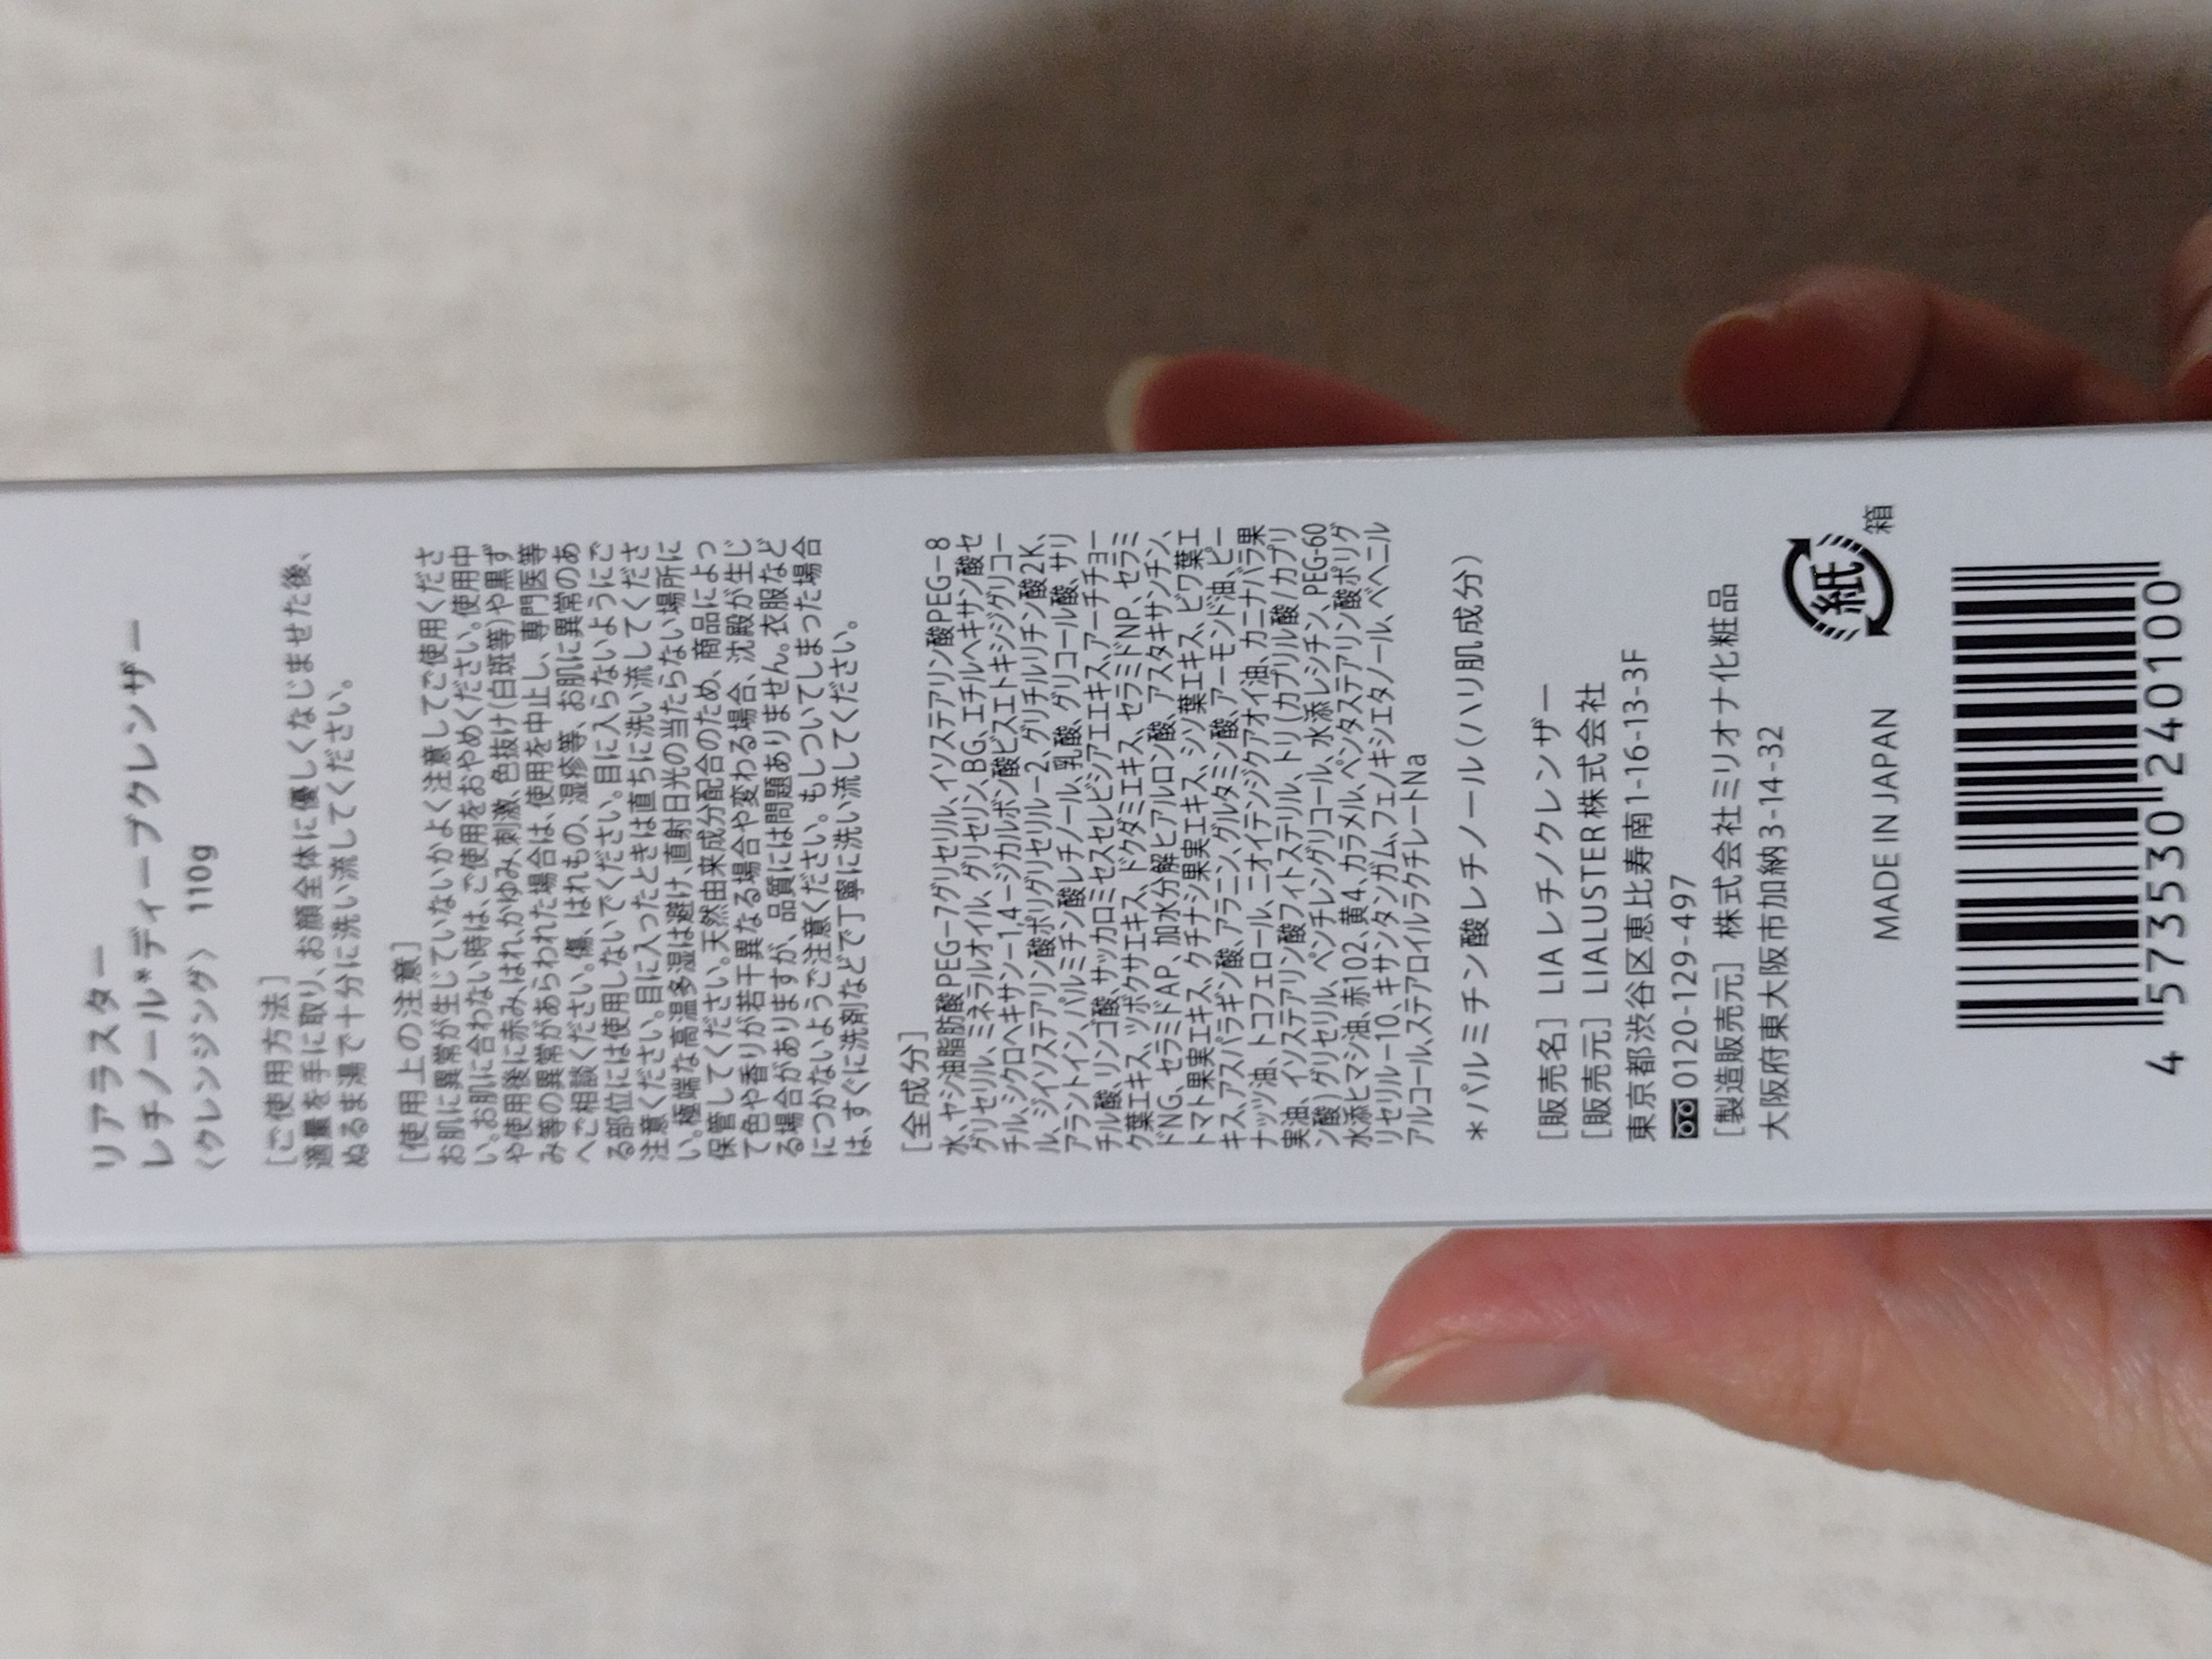 リアラスター
レチノール*ディープクレンザー
〈クレンジング〉 110g
[ご使用方法]
適量を手に取り、お顔全体に優しくなじませた後、
ぬるま湯で十分に洗い流してください。
[使用上の注意]
お肌に異常が生じていないかよく注意してご使用くださ
い。お肌に合わない時は、ご使用をおやめください。使用中
や使用後に赤み、はれ、かゆみ、刺激、色抜け(白斑等)や黒ず
み等の異常があらわれた場合は、使用を中止し、専門医等
へご相談ください。傷、はれもの、湿疹等、お肌に異常のあ
る部位には使用しないでください。目に入らないようにご
注意ください。目に入ったときは直ちに洗い流してくださ
い。極端な高温多湿は避け、直射日光の当たらない場所に
保管してください。天然由来成分配合のため、商品によっ
て色や香りが若干異なる場合や変わる場合、沈殿が生じ
る場合がありますが、品質には問題ありません。衣服など
につかないようご注意ください。もしついてしまった場合
は、すぐに洗剤などで丁寧に洗い流してください。
[全成分]
水、ヤシ油脂肪酸PEG−7グリセリル、イソステアリン酸PEG−8
グリセリル、ミネラルオイル、グリセリン、BG、エチルヘキサン酸セ
チル、シクロヘキサン−1,4−ジカルボン酸ビスエトキシジグリコー
ル、ジイソステアリン酸ポリグリセリル−2、グリチルリチン酸2K、
アラントイン、パルミチン酸レチノール、乳酸、グリコール酸、サリ
チル酸、リンゴ酸、サッカロミセスセレビシアエエキス、アーチチョー
ク葉エキス、ツボクサエキス、ドクダミエキス、セラミドNP、セラミ
ドNG、セラミドAP、加水分解ヒアルロン酸、アスタキサンチン、
トマト果実エキス、クチナシ果実エキス、シソ葉エキス、ビワ葉エ
キス、アスパラギン酸、アラニン、グルタミン酸、アーモンド油、ピー
ナッツ油、トコフェロール、ニオイテンジクアオイ油、カニナバラ果
実油、イソステアリン酸フィトステリル、トリ(カプリル酸/カプリ
ン酸)グリセリル、ペンチレングリコール、水添レシチン、PEG-60
水添ヒマシ油、赤102、黄4、カラメル、ペンタステアリン酸ポリグ
リセリル−10、キサンタンガム、フェノキシエタノール、ベヘニル
アルコール、ステアロイルラクチレートNa
*パルミチン酸レチノール(ハリ肌成分)
[販売名] LIA レチノクレンザー
[販売元] LIALUSTER 株式会社
東京都渋谷区恵比寿南1-16-13-3F
0120-129-497
[製造販売元] 株式会社ミリオナ化粧品
大阪府東大阪市加納3-14-32
MADE IN JAPAN
紙
箱
4 573530 240100